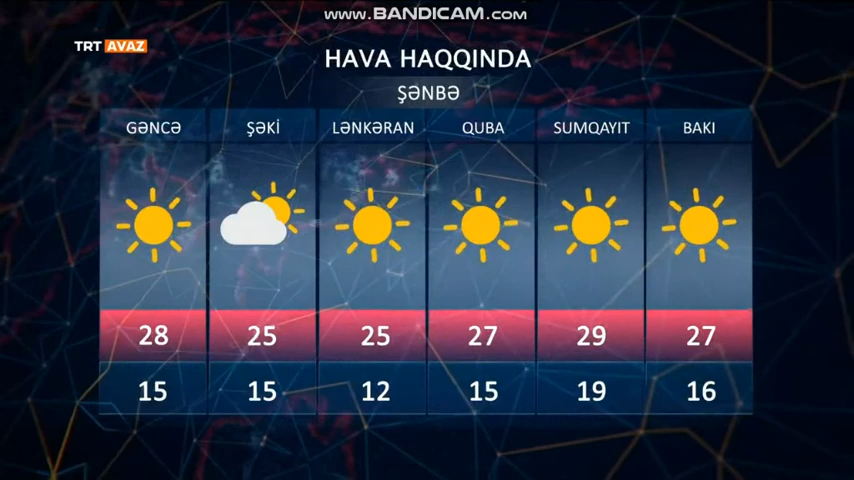 www.BANDICAM.com
TRT AVAZ
HAVA HAQQINDA
ŞƏNBƏ
GƏNCƏ ŞƏKİ LƏNKƏRAN QUBA SUMQAYIT BAKI
28 25 25 27 29 27
15 15 12 15 19 16